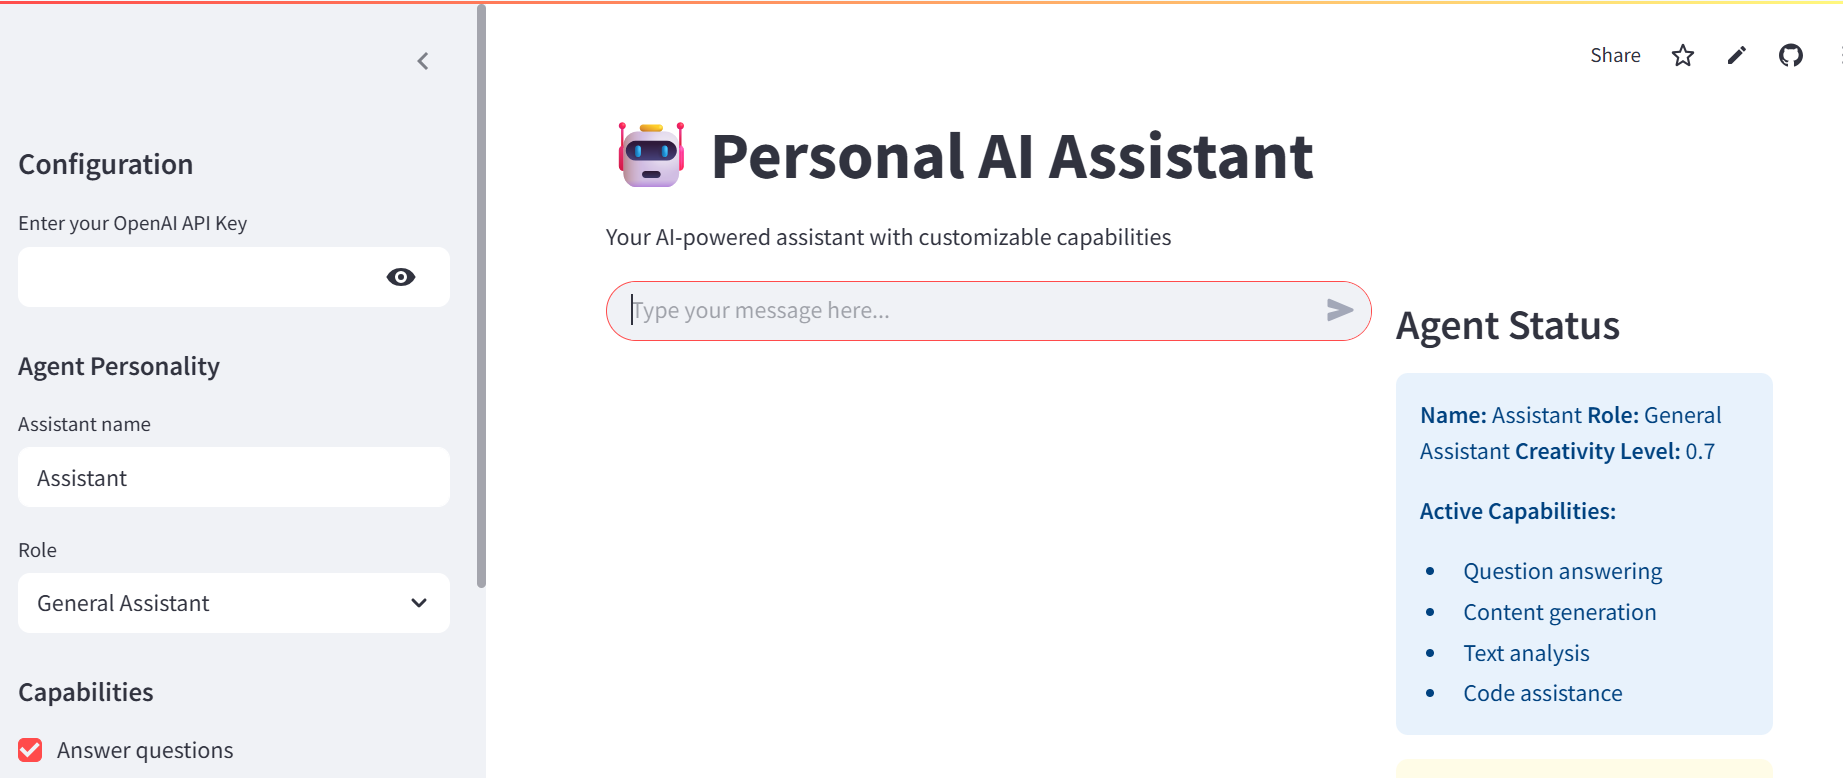 Share
Configuration
Enter your OpenAI API Key
Agent Personality
Assistant name
Assistant
Role
General Assistant
Capabilities
Answer questions
Personal AI Assistant
Your AI-powered assistant with customizable capabilities
Type your message here...
Agent Status
Name: Assistant Role: General
Assistant Creativity Level: 0.7
Active Capabilities:
Question answering
Content generation
Text analysis
Code assistance